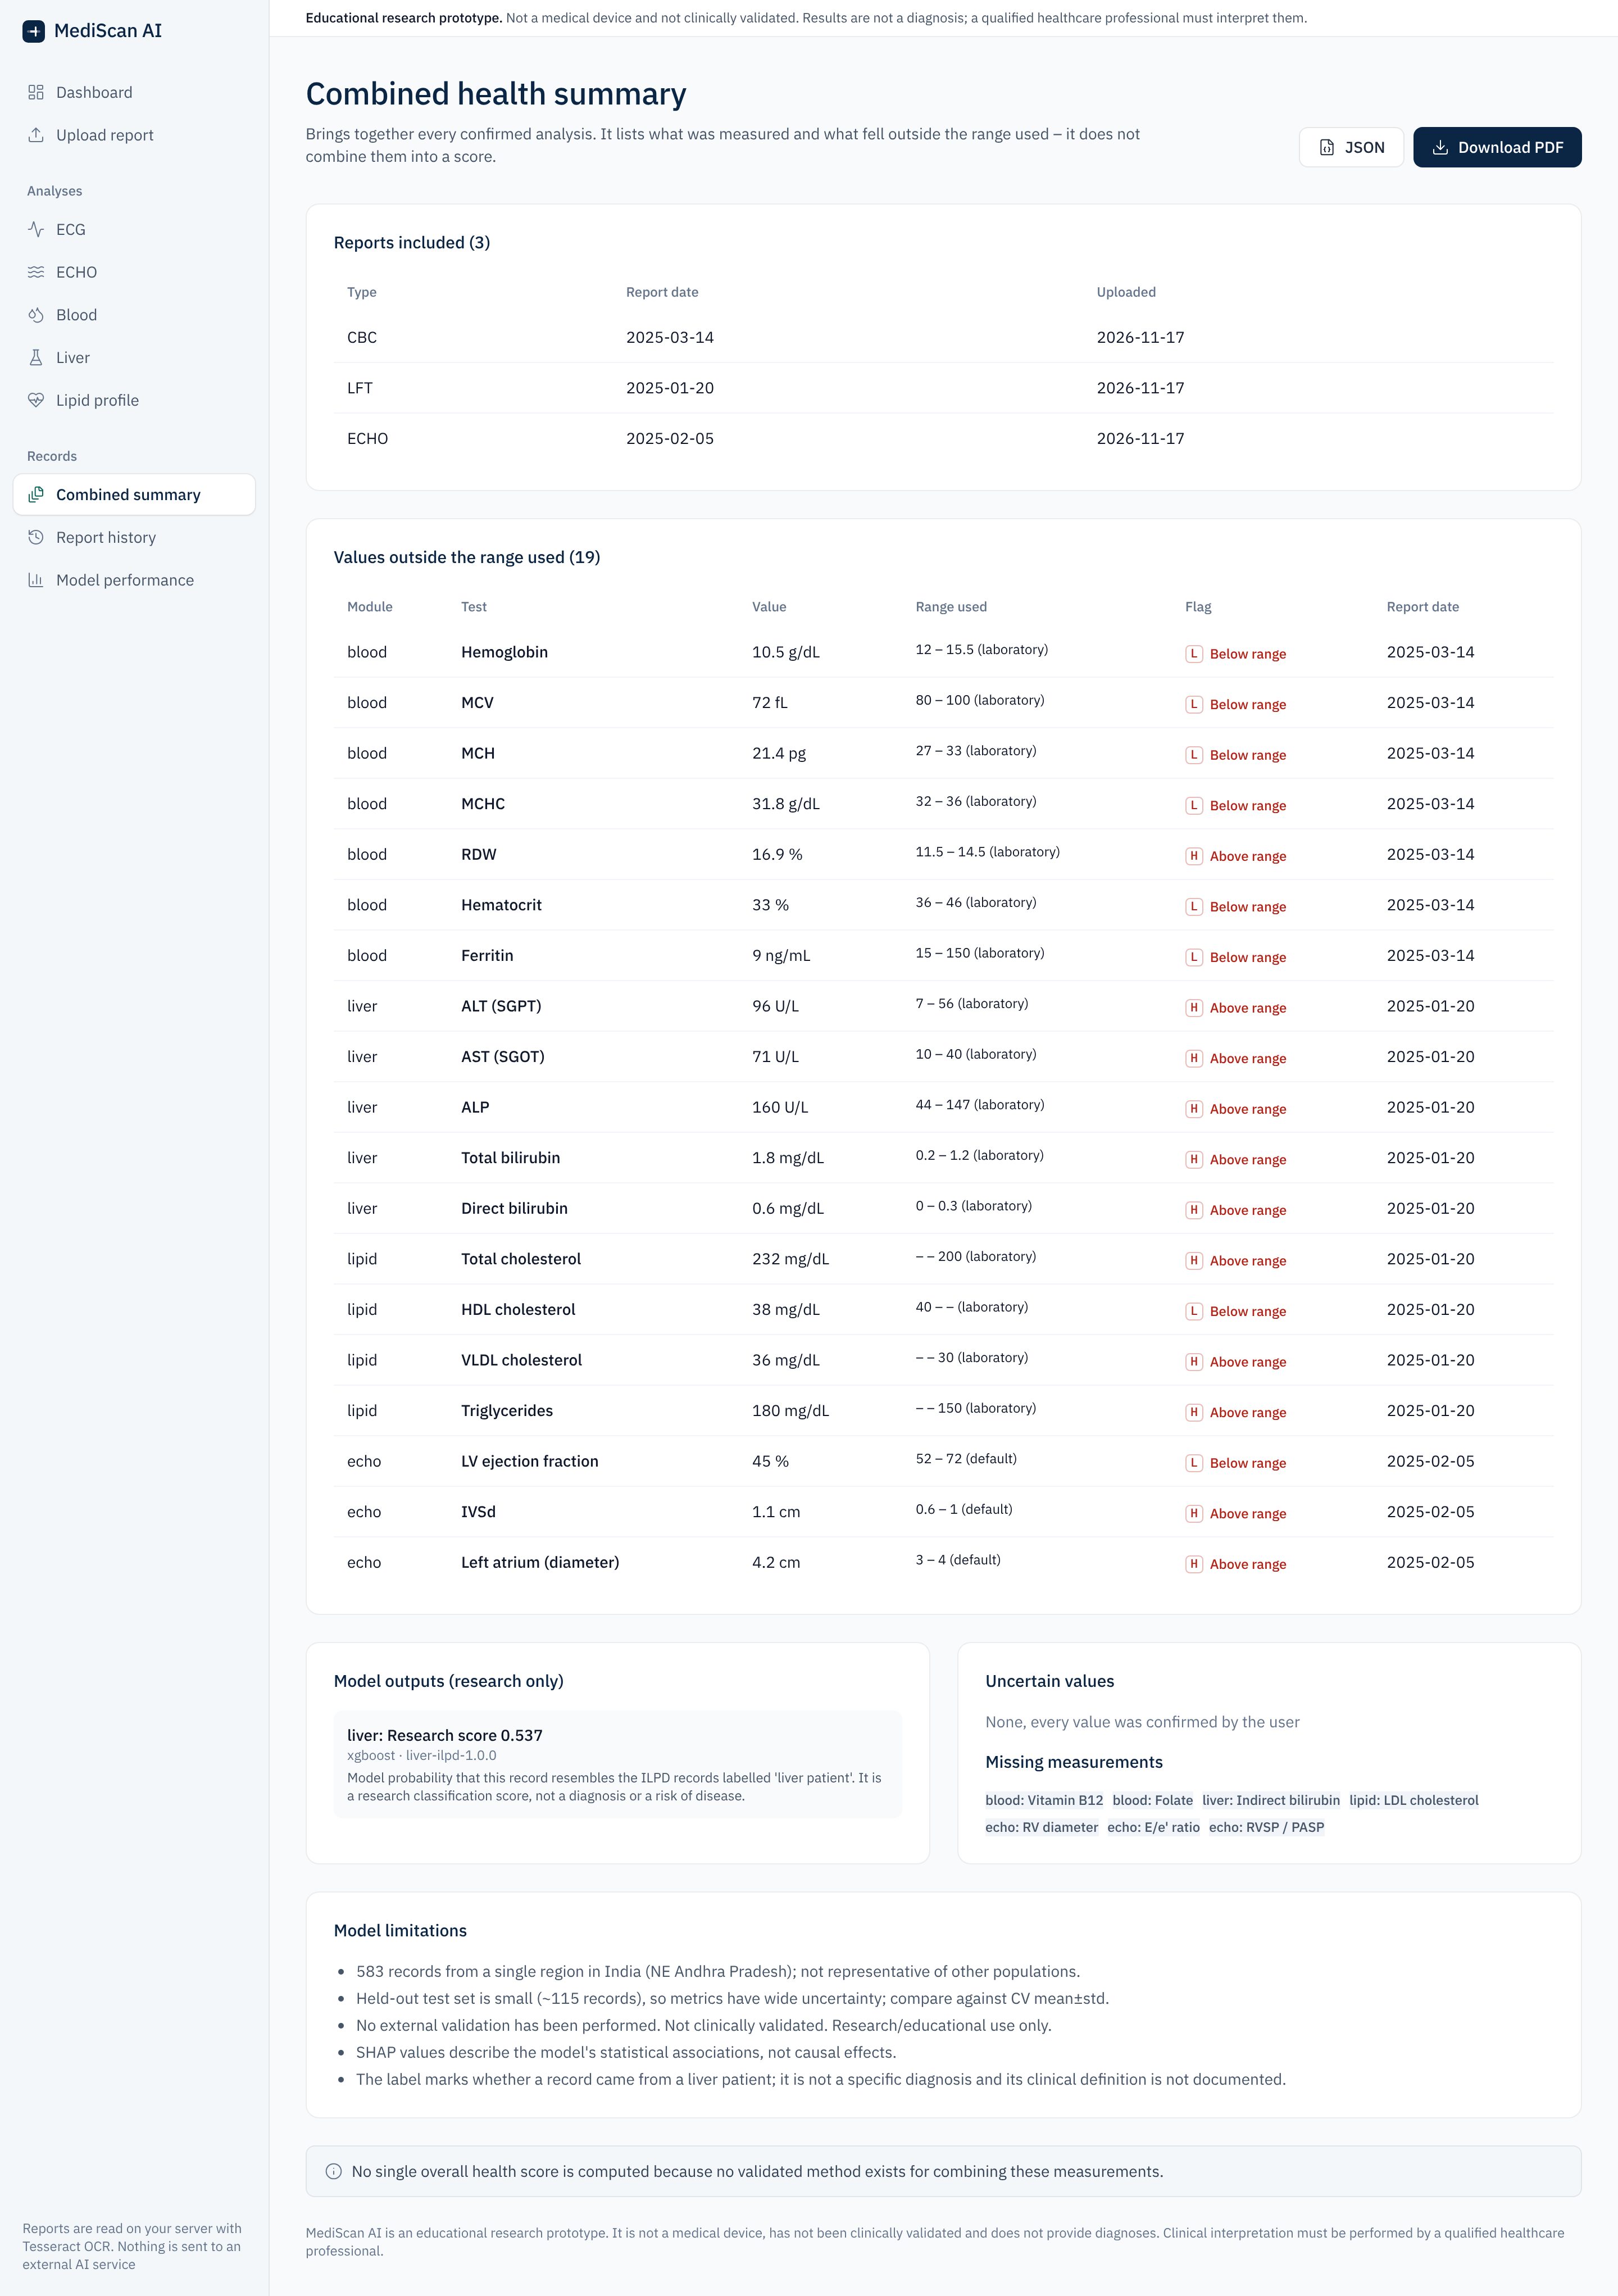 MediScan AI
Dashboard
Upload report
Analyses
ECG
ECHO
Blood
Liver
Lipid profile
Records
Combined summary
Report history
Model performance
Reports are read on your server with
Tesseract OCR. Nothing is sent to an
external AI service
Educational research prototype. Not a medical device and not clinically validated. Results are not a diagnosis; a qualified healthcare professional must interpret them.
Combined health summary
Brings together every confirmed analysis. It lists what was measured and what fell outside the range used – it does not
combine them into a score.
JSON
Download PDF
Reports included (3)
Type Report date Uploaded
CBC 2025-03-14 2026-11-17
LFT 2025-01-20 2026-11-17
ECHO 2025-02-05 2026-11-17
Values outside the range used (19)
Module Test Value Range used Flag Report date
blood Hemoglobin 10.5 g/dL 12 – 15.5 (laboratory) L Below range 2025-03-14
blood MCV 72 fL 80 – 100 (laboratory) L Below range 2025-03-14
blood MCH 21.4 pg 27 – 33 (laboratory) L Below range 2025-03-14
blood MCHC 31.8 g/dL 32 – 36 (laboratory) L Below range 2025-03-14
blood RDW 16.9 % 11.5 – 14.5 (laboratory) H Above range 2025-03-14
blood Hematocrit 33 % 36 – 46 (laboratory) L Below range 2025-03-14
blood Ferritin 9 ng/mL 15 – 150 (laboratory) L Below range 2025-03-14
liver ALT (SGPT) 96 U/L 7 – 56 (laboratory) H Above range 2025-01-20
liver AST (SGOT) 71 U/L 10 – 40 (laboratory) H Above range 2025-01-20
liver ALP 160 U/L 44 – 147 (laboratory) H Above range 2025-01-20
liver Total bilirubin 1.8 mg/dL 0.2 – 1.2 (laboratory) H Above range 2025-01-20
liver Direct bilirubin 0.6 mg/dL 0 – 0.3 (laboratory) H Above range 2025-01-20
lipid Total cholesterol 232 mg/dL – – 200 (laboratory) H Above range 2025-01-20
lipid HDL cholesterol 38 mg/dL 40 – – (laboratory) L Below range 2025-01-20
lipid VLDL cholesterol 36 mg/dL – – 30 (laboratory) H Above range 2025-01-20
lipid Triglycerides 180 mg/dL – – 150 (laboratory) H Above range 2025-01-20
echo LV ejection fraction 45 % 52 – 72 (default) L Below range 2025-02-05
echo IVSd 1.1 cm 0.6 – 1 (default) H Above range 2025-02-05
echo Left atrium (diameter) 4.2 cm 3 – 4 (default) H Above range 2025-02-05
Model outputs (research only)
liver: Research score 0.537
xgboost · liver-ilpd-1.0.0
Model probability that this record resembles the ILPD records labelled 'liver patient'. It is
a research classification score, not a diagnosis or a risk of disease.
Uncertain values
None, every value was confirmed by the user
Missing measurements
blood: Vitamin B12 blood: Folate liver: Indirect bilirubin lipid: LDL cholesterol
echo: RV diameter echo: E/e' ratio echo: RVSP / PASP
Model limitations
• 583 records from a single region in India (NE Andhra Pradesh); not representative of other populations.
• Held-out test set is small (~115 records), so metrics have wide uncertainty; compare against CV mean±std.
• No external validation has been performed. Not clinically validated. Research/educational use only.
• SHAP values describe the model's statistical associations, not causal effects.
• The label marks whether a record came from a liver patient; it is not a specific diagnosis and its clinical definition is not documented.
No single overall health score is computed because no validated method exists for combining these measurements.
MediScan AI is an educational research prototype. It is not a medical device, has not been clinically validated and does not provide diagnoses. Clinical interpretation must be performed by a qualified healthcare
professional.